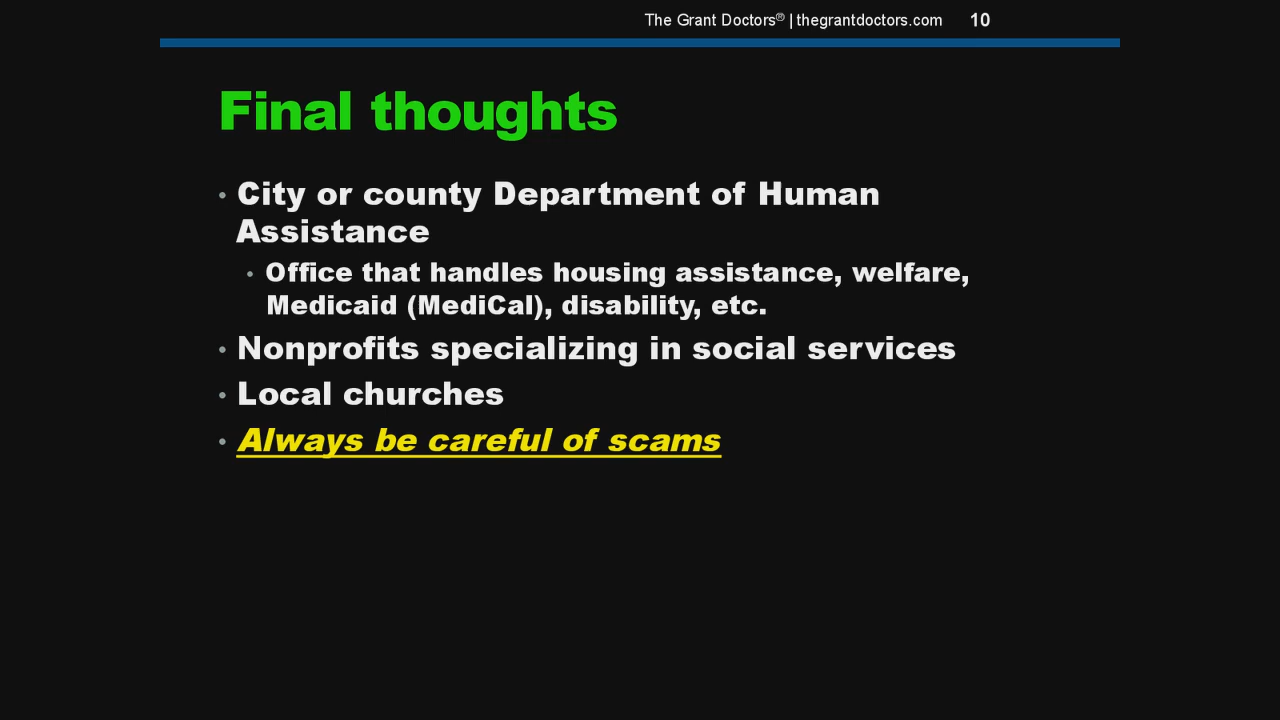 The Grant Doctors® | thegrantdoctors.com 10
Final thoughts
• City or county Department of Human
Assistance
• Office that handles housing assistance, welfare,
Medicaid (MediCal), disability, etc.
• Nonprofits specializing in social services
• Local churches
• Always be careful of scams